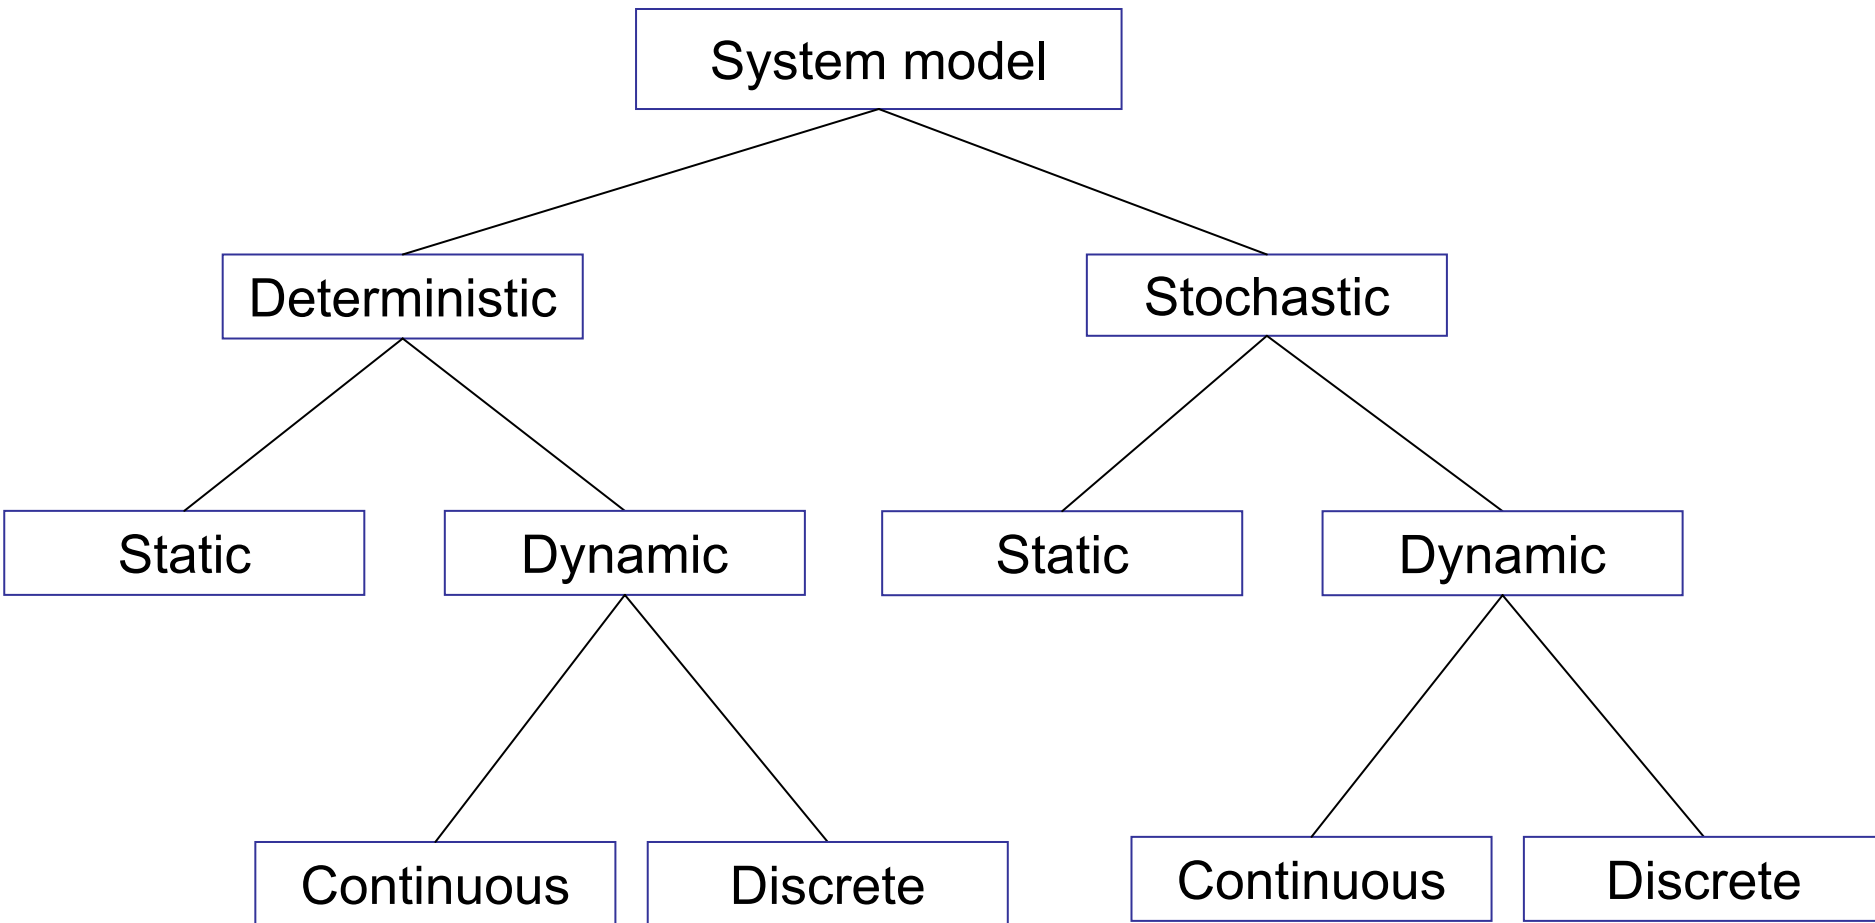 System model
Deterministic
Stochastic
Static
Dynamic
Static
Dynamic
Continuous
Discrete
Continuous
Discrete